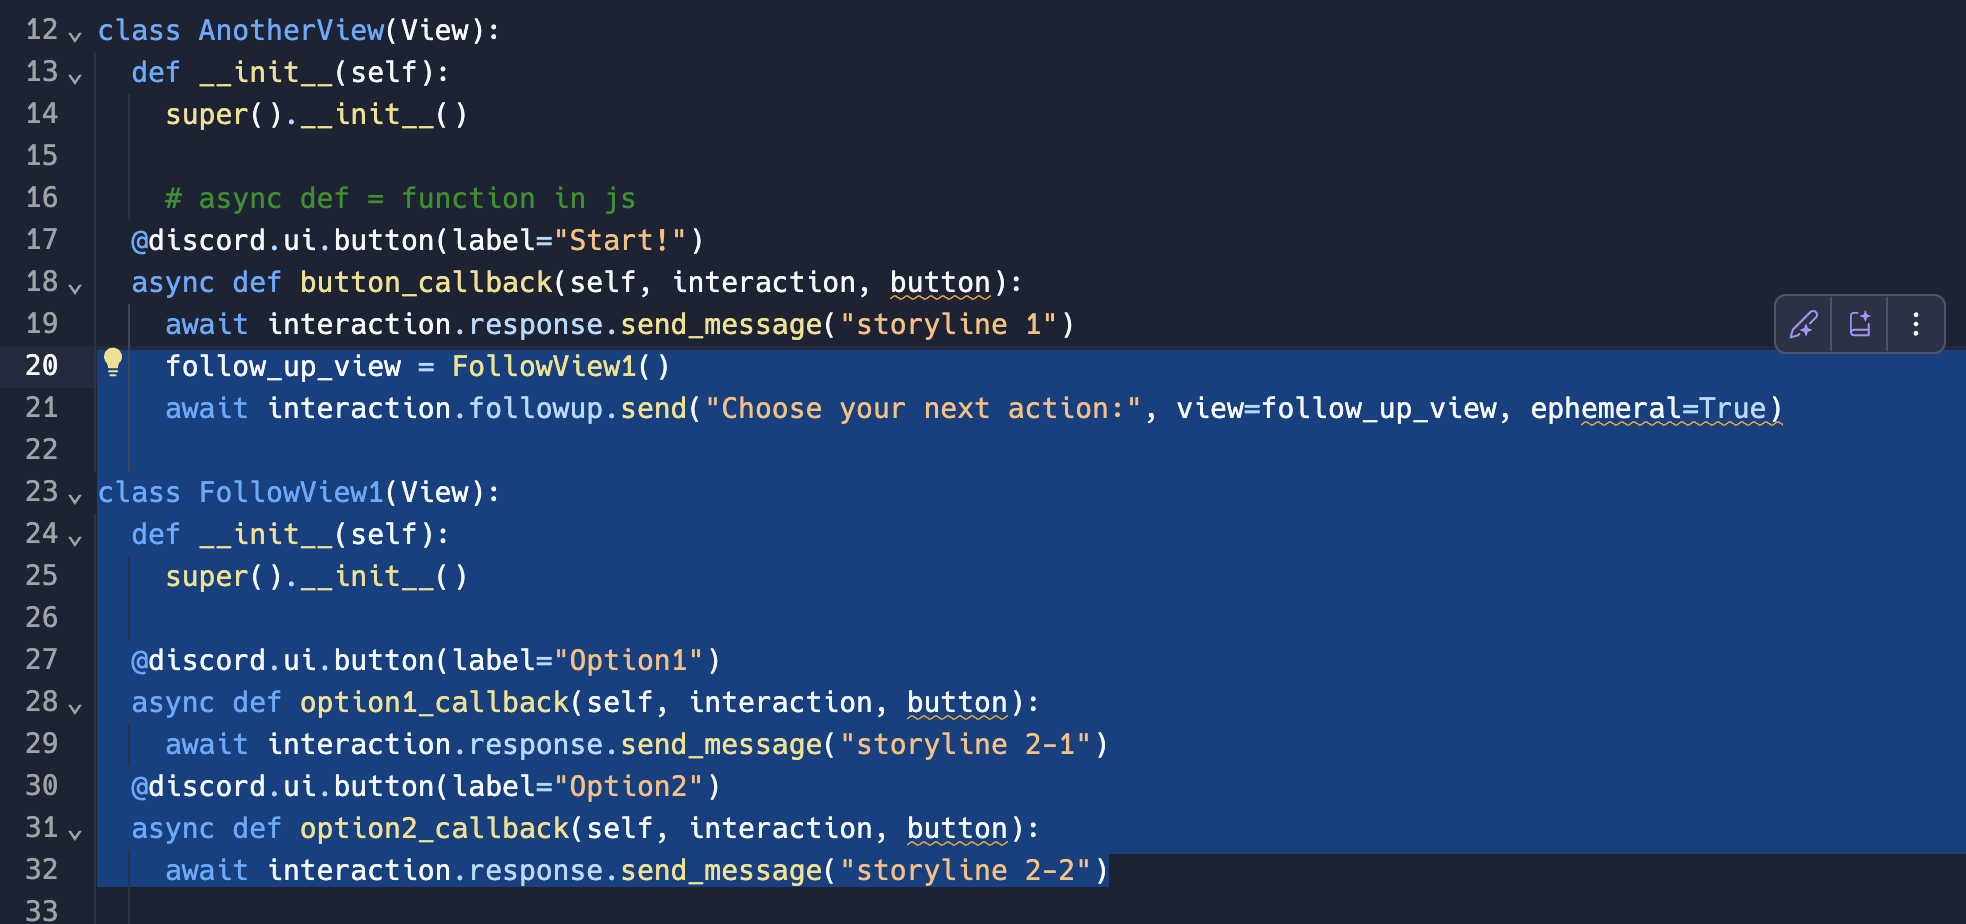 12 class AnotherView(View):
13 def __init__(self):
14 super().__init__()
15
16 # async def = function in js
17 @discord.ui.button(label="Start!")
18 async def button_callback(self, interaction, button):
19 await interaction.response.send_message("storyline 1")
20 follow_up_view = FollowView1()
21 await interaction.followup.send("Choose your next action:", view=follow_up_view, ephemeral=True)
22
23 class FollowView1(View):
24 def __init__(self):
25 super().__init__()
26
27 @discord.ui.button(label="Option1")
28 async def option1_callback(self, interaction, button):
29 await interaction.response.send_message("storyline 2-1")
30 @discord.ui.button(label="Option2")
31 async def option2_callback(self, interaction, button):
32 await interaction.response.send_message("storyline 2-2")
33